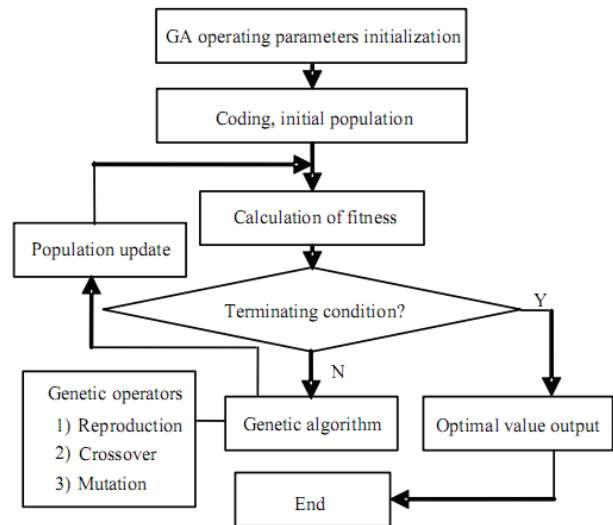 GA operating parameters initialization
Coding, initial population
Calculation of fitness
Population update
Terminating condition?
Y
N
Genetic operators
1) Reproduction
2) Crossover
3) Mutation
Genetic algorithm
Optimal value output
End